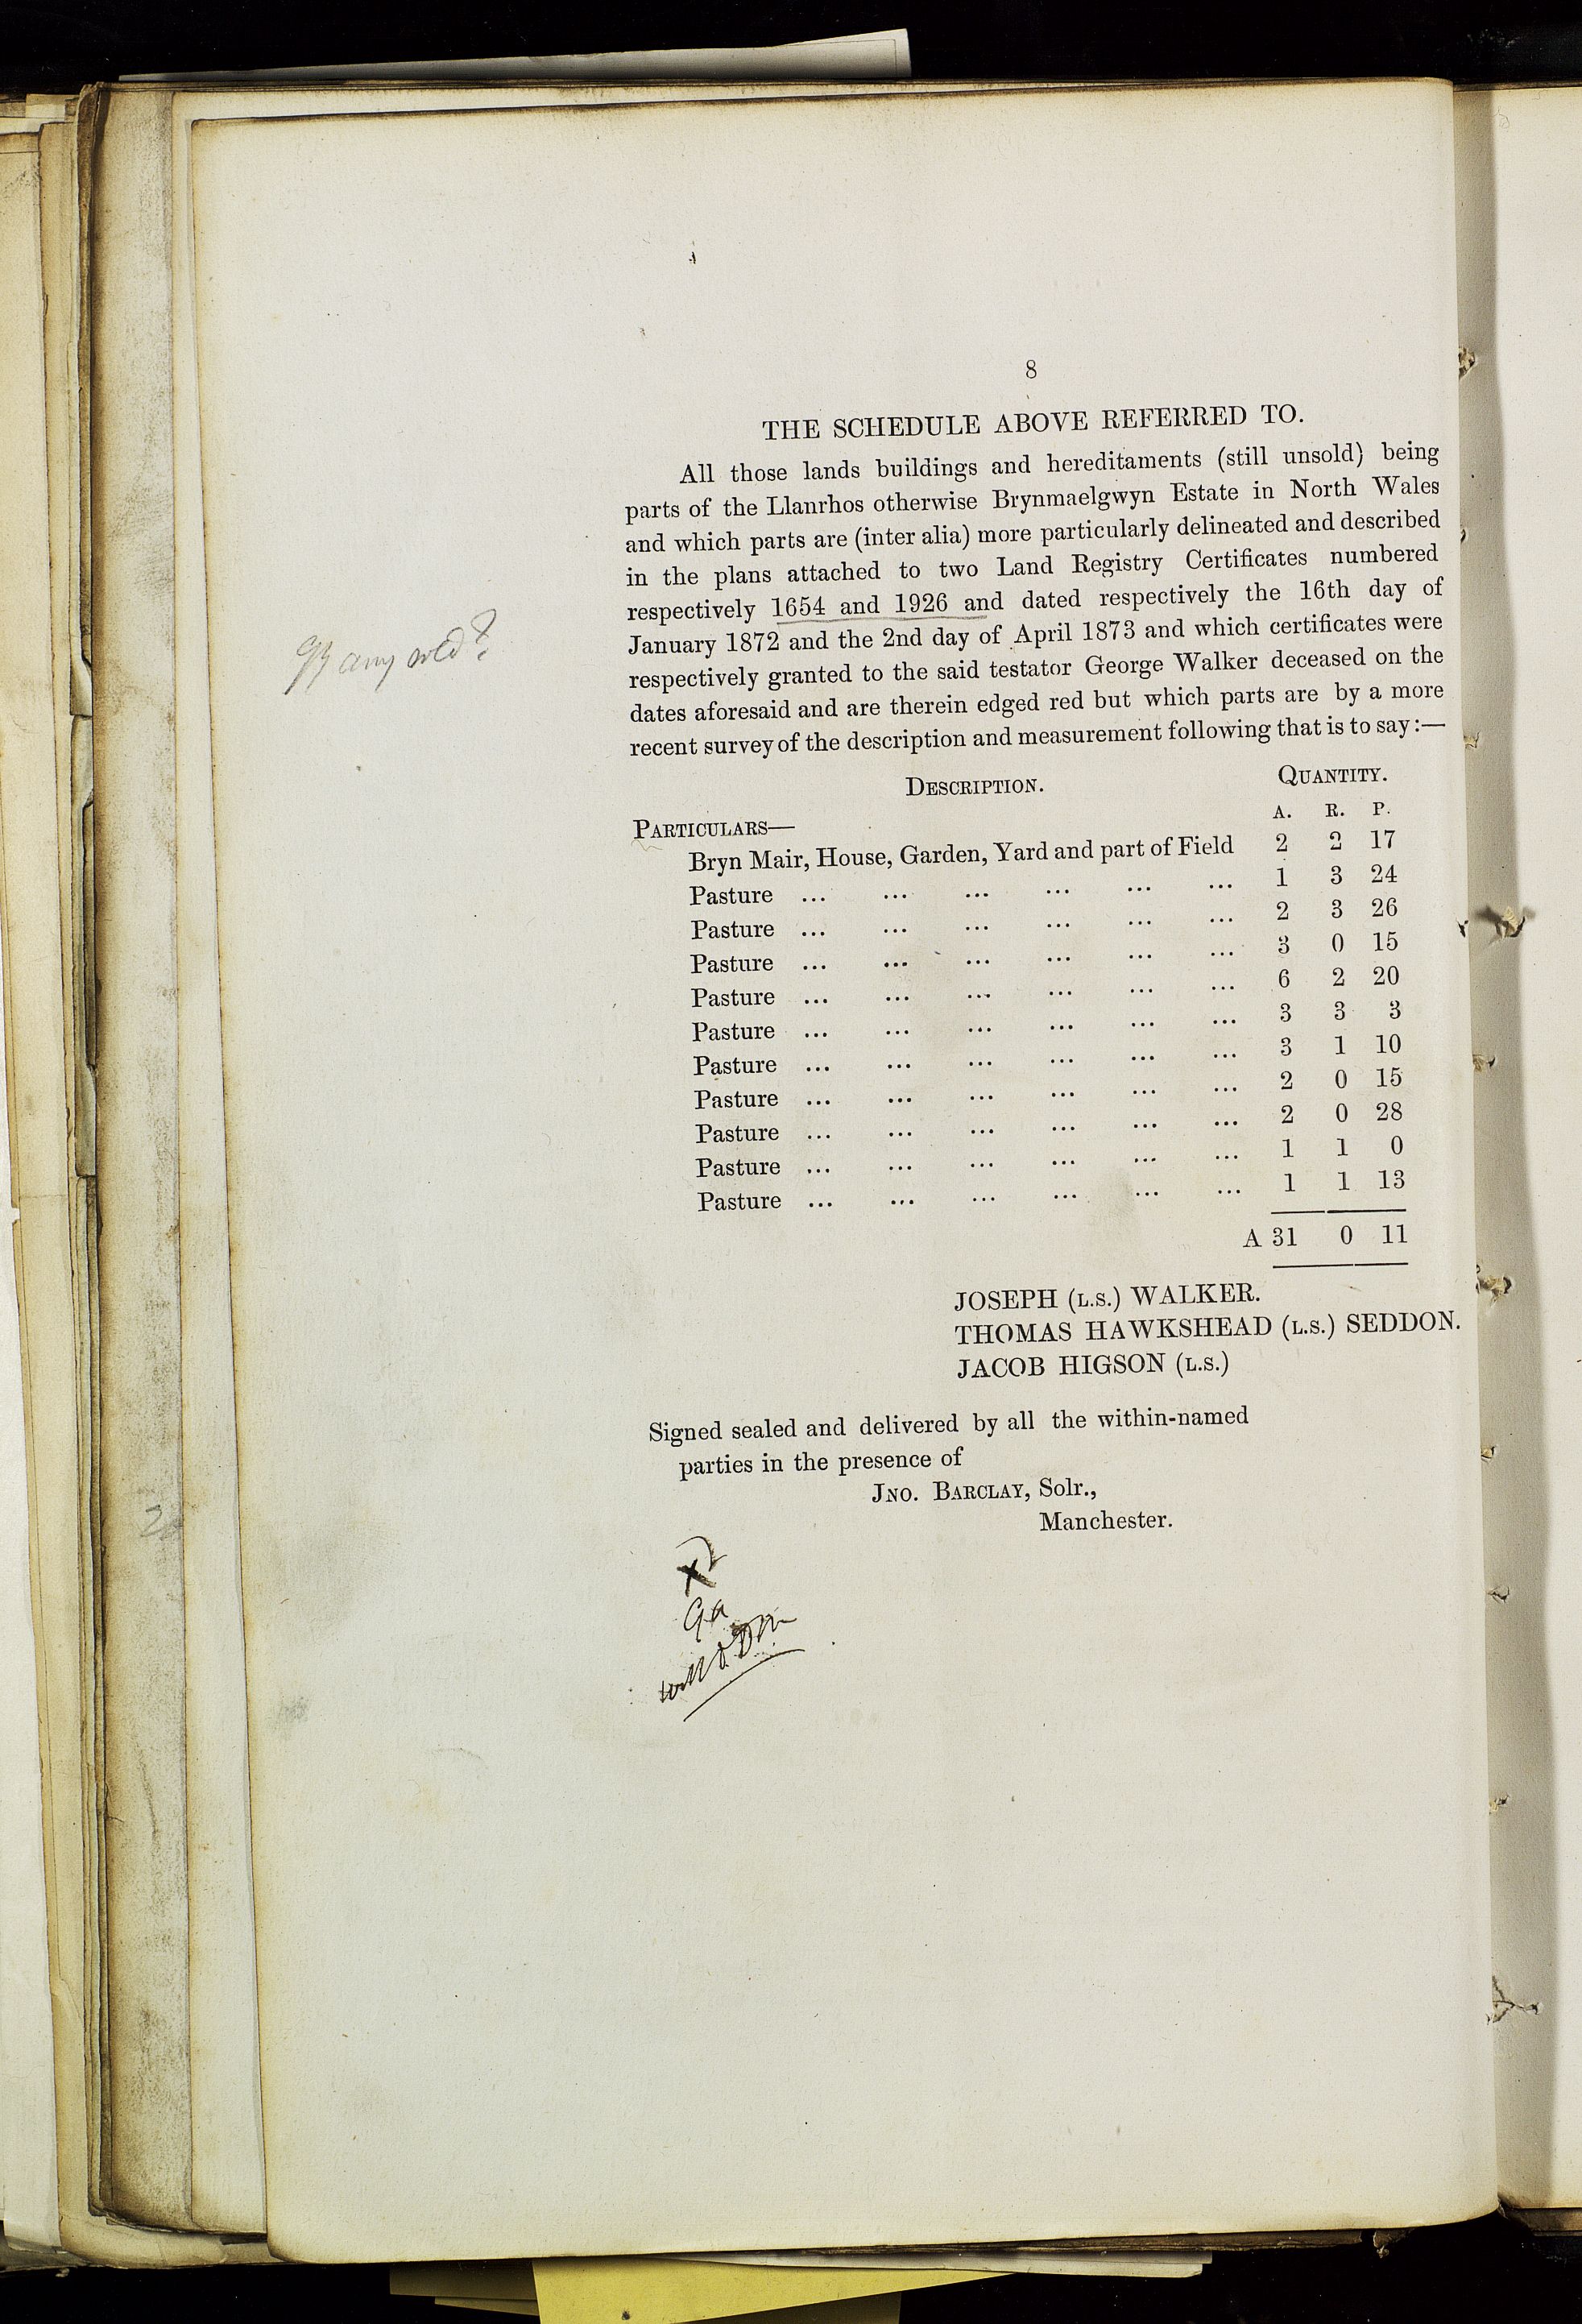 8
THE SCHEDULE ABOVE REFERRED TO.
All those lands buildings and hereditaments (still unsold) being
parts of the Llanrhos otherwise Brynmaelgwyn Estate in North Wales
and which parts are (inter alia) more particularly delineated and described
in the plans attached to two Land Registry Certificates numbered
respectively 1654 and 1926 and dated respectively the 16th day of
January 1872 and the 2nd day of April 1873 and which certificates were
respectively granted to the said testator George Walker deceased on the
dates aforesaid and are therein edged red but which parts are by a more
recent survey of the description and measurement following that is to say:—
any sold?
DESCRIPTION. QUANTITY.
PARTICULARS— A. R. P.
Bryn Mair, House, Garden, Yard and part of Field 2 2 17
Pasture ... ... ... ... ... ... 1 3 24
Pasture ... ... ... ... ... ... 2 3 26
Pasture ... ... ... ... ... ... 3 0 15
Pasture ... ... ... ... ... ... 6 2 20
Pasture ... ... ... ... ... ... 3 3 3
Pasture ... ... ... ... ... ... 3 1 10
Pasture ... ... ... ... ... ... 2 0 15
Pasture ... ... ... ... ... ... 2 0 28
Pasture ... ... ... ... ... ... 1 1 0
Pasture ... ... ... ... ... ... 1 1 13
A 31 0 11
JOSEPH (L.S.) WALKER.
THOMAS HAWKSHEAD (L.S.) SEDDON.
JACOB HIGSON (L.S.)
Signed sealed and delivered by all the within-named
parties in the presence of
JNO. BARCLAY, Solr.,
Manchester.